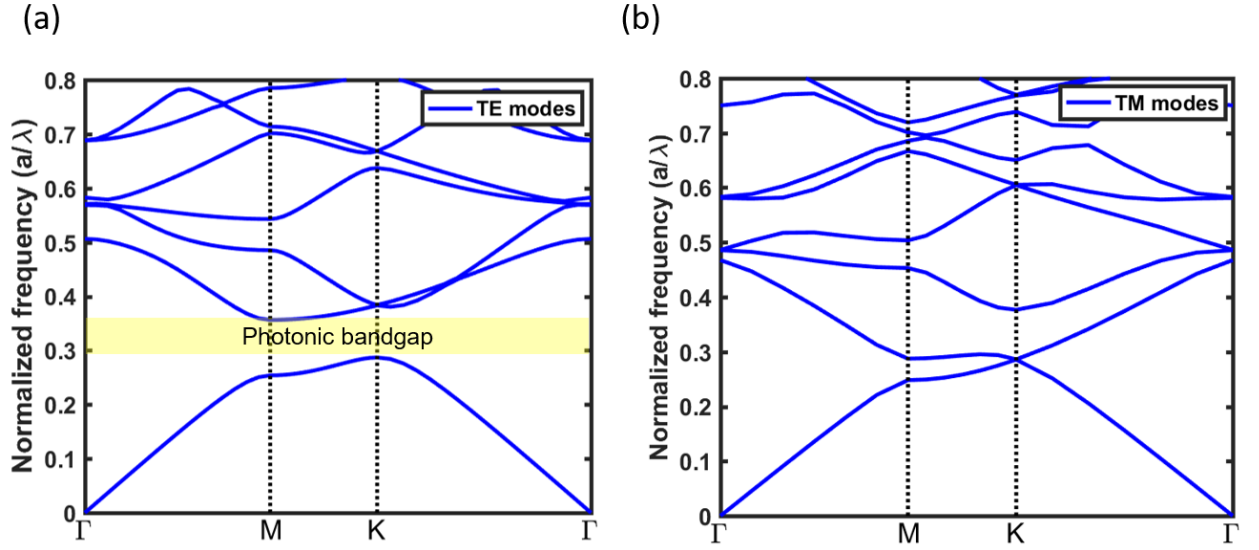 (a)
(b)
Normalized frequency (a/λ)
0.8
0.7
0.6
0.5
0.4
0.3
0.2
0.1
0
TE modes
Photonic bandgap
Γ
M
K
Γ
Normalized frequency (a/λ)
0.8
0.7
0.6
0.5
0.4
0.3
0.2
0.1
0
TM modes
Γ
M
K
Γ